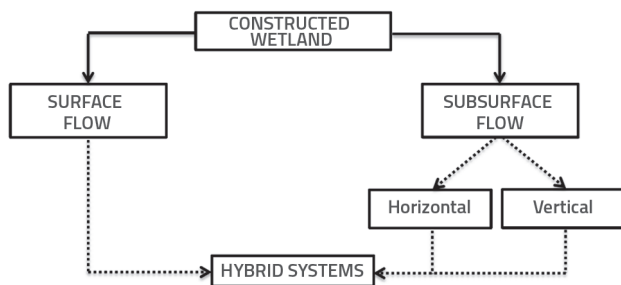 CONSTRUCTED
WETLAND
SURFACE
FLOW
SUBSURFACE
FLOW
Horizontal
Vertical
HYBRID SYSTEMS